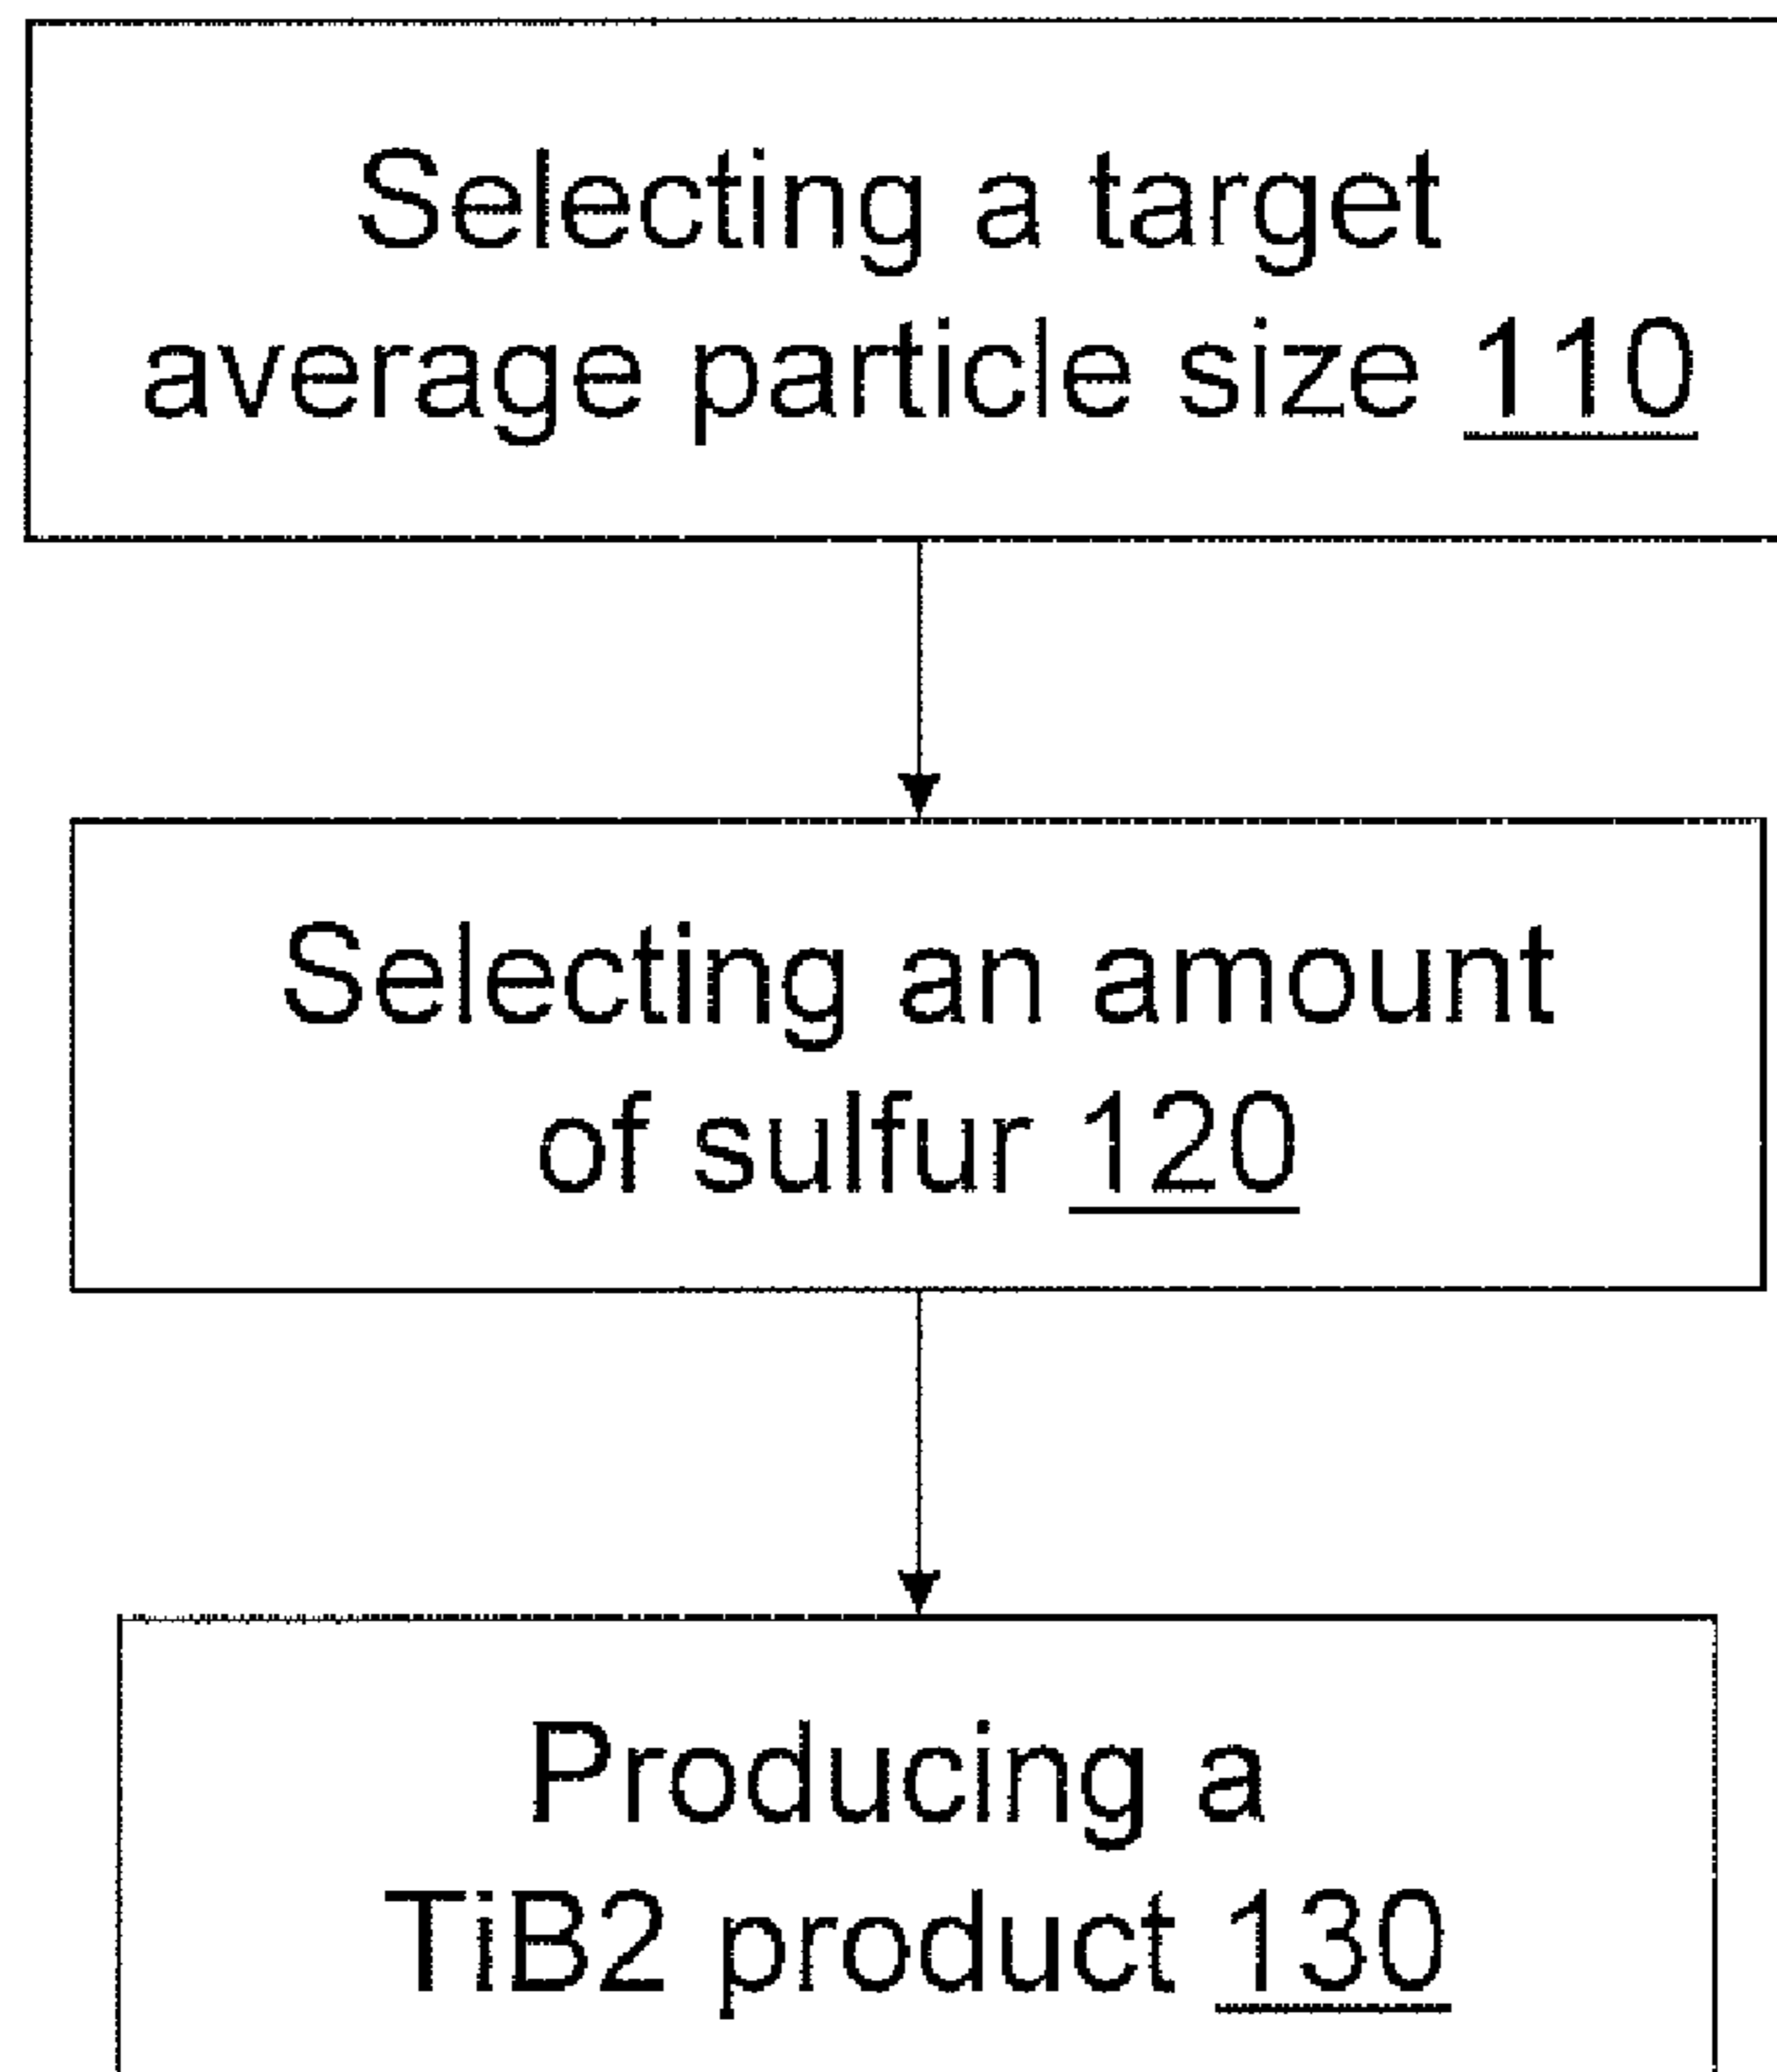 Selecting a target
average particle size 110
Selecting an amount
of sulfur 120
Producing a
TiB2 product 130